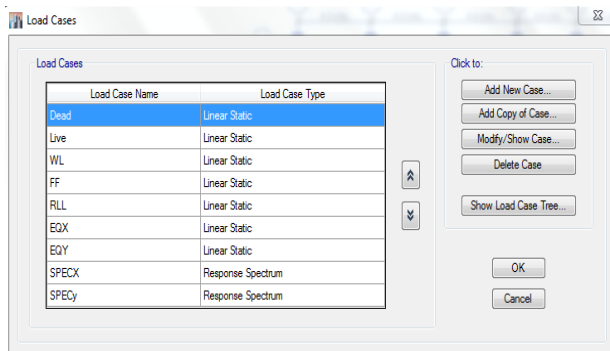 Load Cases
Load Cases
Load Case Name Load Case Type
Dead Linear Static
Live Linear Static
WL Linear Static
FF Linear Static
RLL Linear Static
EQX Linear Static
EQY Linear Static
SPECX Response Spectrum
SPECy Response Spectrum
Click to:
Add New Case...
Add Copy of Case...
Modify/Show Case...
Delete Case
Show Load Case Tree...
OK
Cancel